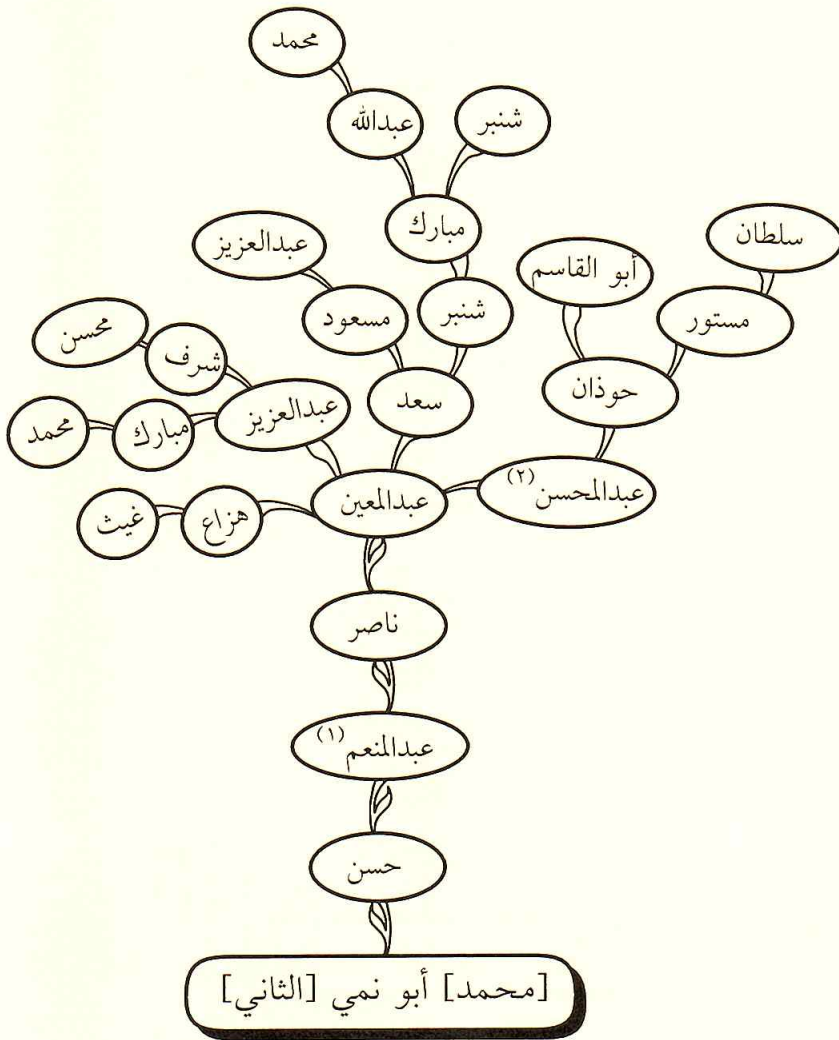 محمد
عبدالله
شنبر
مبارك
سلطان
عبدالعزيز
أبو القاسم
مستور
مسعود
شنبر
محسن
شرف
حوذان
سعد
عبدالعزيز
مبارك
محمد
عبدالمحسن (٢)
عبدالمعين
هزاع
غيث
ناصر
عبدالمنعم (١)
حسن
[محمد] أبو نمي [الثاني]